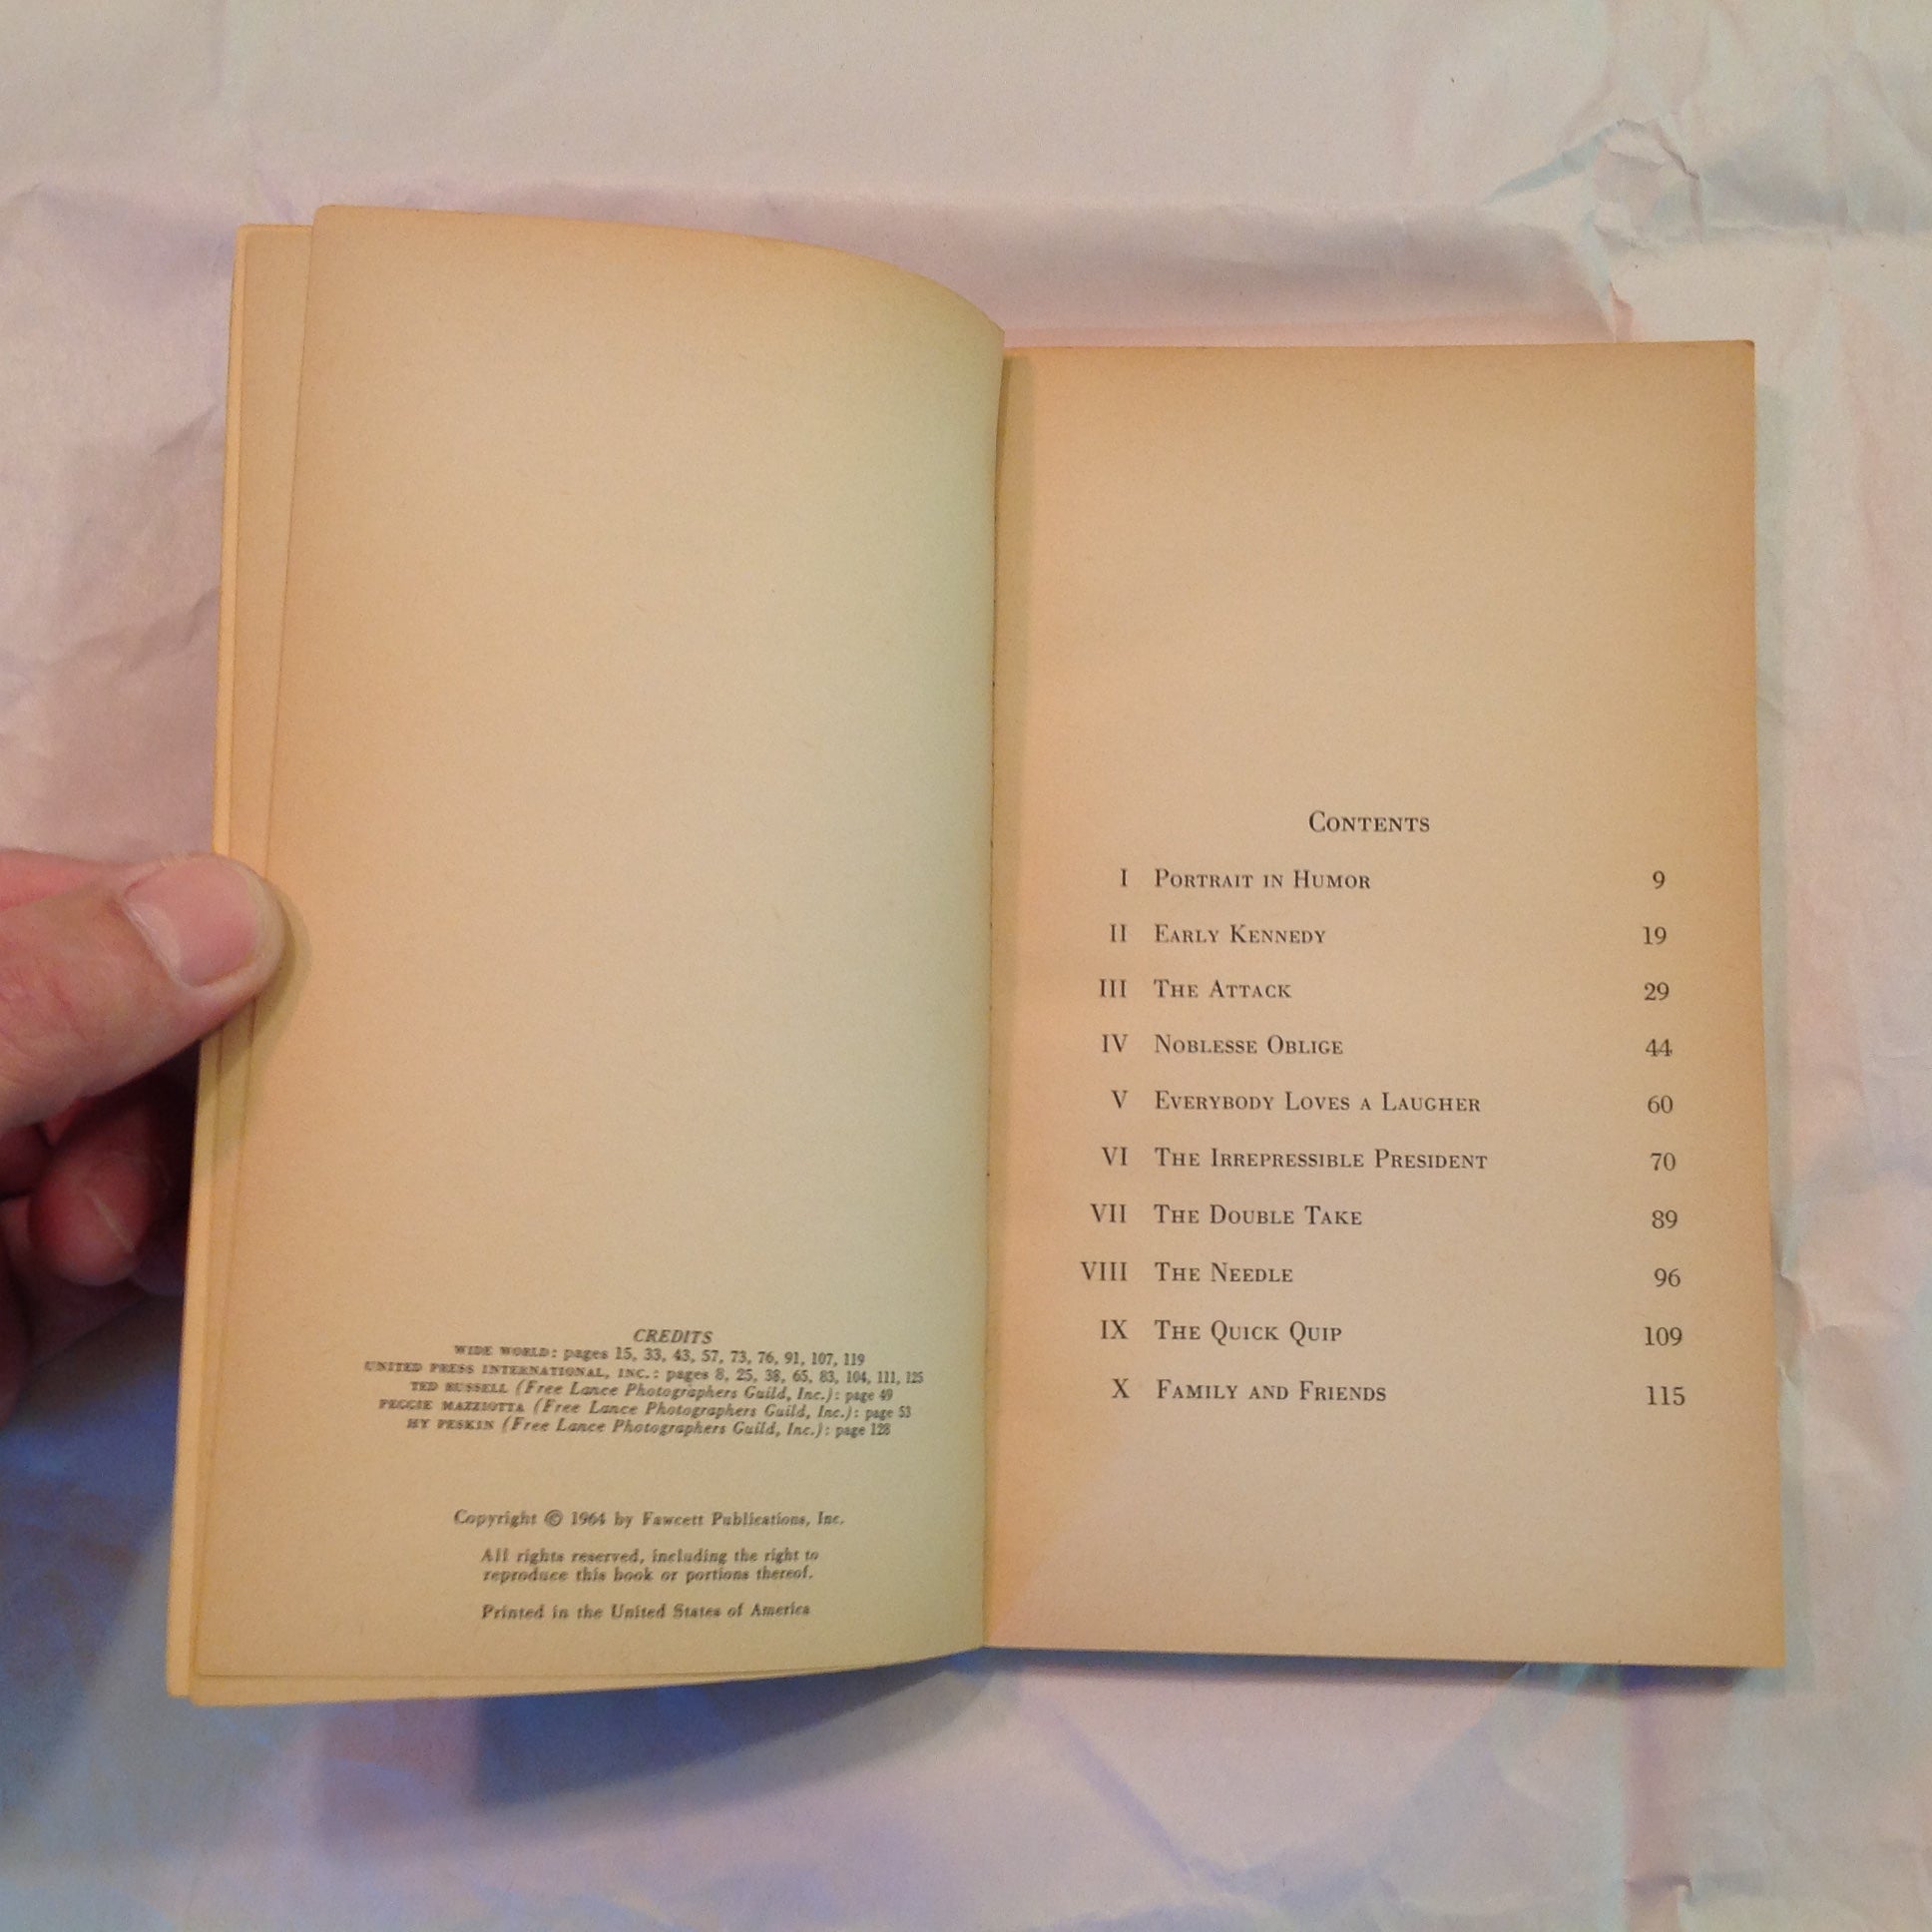 CREDITS
WIDE WORLD: pages 15, 33, 43, 57, 73, 76, 91, 107, 119
UNITED PRESS INTERNATIONAL, INC.: pages 8, 25, 38, 65, 83, 104, 111, 125
TED RUSSELL (Free Lance Photographers Guild, Inc.): page 49
PEGGIE MAZZIOTTA (Free Lance Photographers Guild, Inc.): page 53
HY PESKIN (Free Lance Photographers Guild, Inc.): page 128
Copyright © 1964 by Fawcett Publications, Inc.
All rights reserved, including the right to
reproduce this book or portions thereof.
Printed in the United States of America
CONTENTS
I PORTRAIT IN HUMOR 9
II EARLY KENNEDY 19
III THE ATTACK 29
IV NOBLESSE OBLIGE 44
V EVERYBODY LOVES A LAUGHER 60
VI THE IRREPRESSIBLE PRESIDENT 70
VII THE DOUBLE TAKE 89
VIII THE NEEDLE 96
IX THE QUICK QUIP 109
X FAMILY AND FRIENDS 115